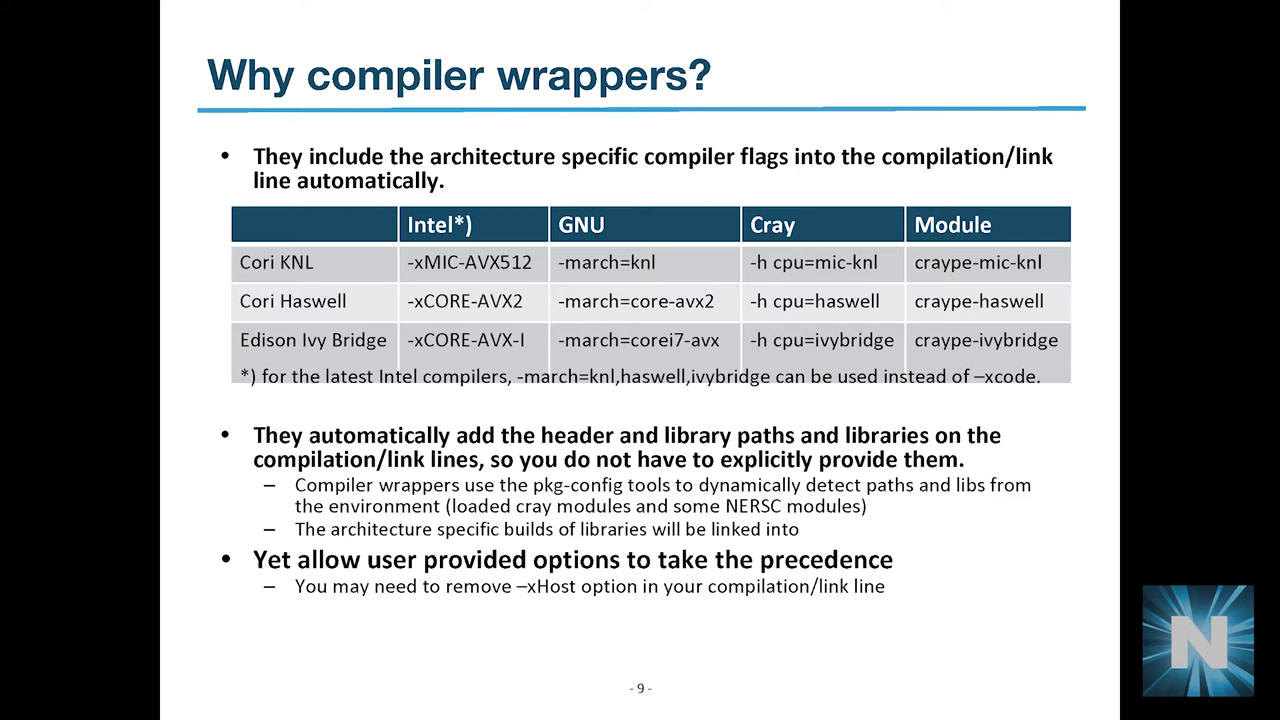 Why compiler wrappers?
• They include the architecture specific compiler flags into the compilation/link
line automatically.
Intel*) GNU Cray Module
Cori KNL -xMIC-AVX512 -march=knl -h cpu=mic-knl craype-mic-knl
Cori Haswell -xCORE-AVX2 -march=core-avx2 -h cpu=haswell craype-haswell
Edison Ivy Bridge -xCORE-AVX-I -march=corei7-avx -h cpu=ivybridge craype-ivybridge
*) for the latest Intel compilers, -march=knl,haswell,ivybridge can be used instead of –xcode.
• They automatically add the header and library paths and libraries on the
compilation/link lines, so you do not have to explicitly provide them.
– Compiler wrappers use the pkg-config tools to dynamically detect paths and libs from
the environment (loaded cray modules and some NERSC modules)
– The architecture specific builds of libraries will be linked into
• Yet allow user provided options to take the precedence
– You may need to remove –xHost option in your compilation/link line
- 9 -
N